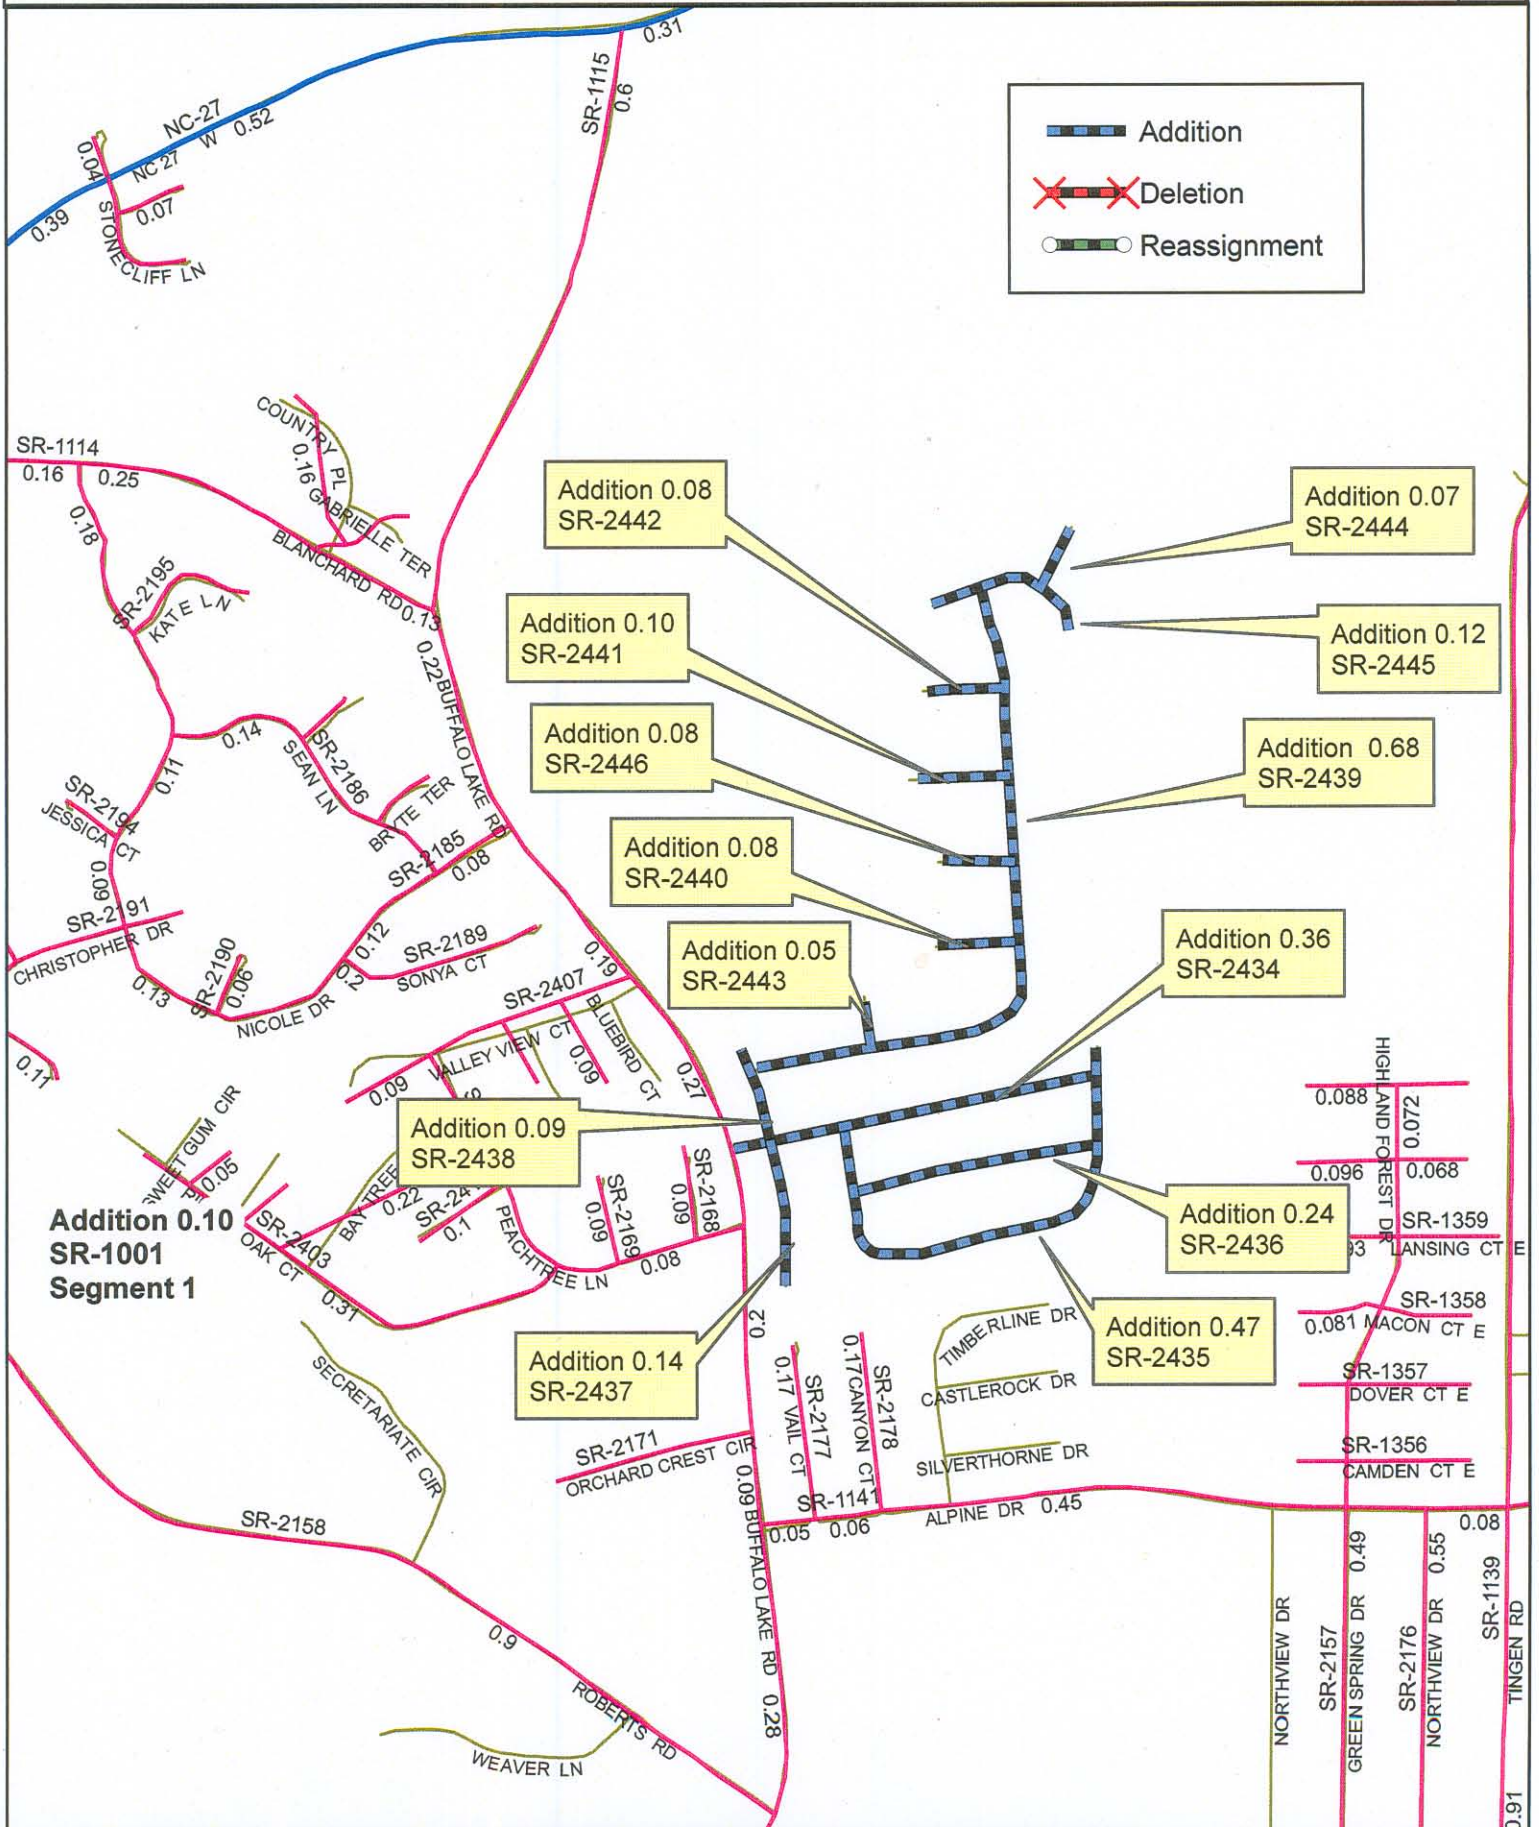 0.31
SR-1115
0.6
NC-27
W 0.52
NC 27
0.04
0.07
0.39
STONECLIFF LN
Addition
Deletion
Reassignment
COUNTRY PL
0.16
GABRIELLE TER
SR-1114
0.16
0.25
0.18
BLANCHARD RD
0.13
SR-2195
KATE LN
0.22
BUFFALO LAKE RD
Addition 0.08
SR-2442
Addition 0.07
SR-2444
Addition 0.10
SR-2441
Addition 0.12
SR-2445
Addition 0.08
SR-2446
Addition 0.68
SR-2439
Addition 0.08
SR-2440
Addition 0.05
SR-2443
Addition 0.36
SR-2434
0.14
SEAN LN
SR-2186
0.11
SR-2194
JESSICA CT
BRYTE TER
SR-2185
0.08
0.09
SR-2191
CHRISTOPHER DR
0.12
0.2
SR-2189
SONYA CT
SR-2190
0.06
0.13
NICOLE DR
0.19
SR-2407
VALLEY VIEW CT
BLUEBIRD CT
0.09
0.09
0.27
0.11
Addition 0.09
SR-2438
SWEET GUM CIR
0.05
BAY TREE
0.22
SR-24
0.1
PEACHTREE LN
SR-2169
0.09
SR-2168
0.09
0.08
Addition 0.10
SR-1001
Segment 1
SR-2403
OAK CT
0.31
Addition 0.24
SR-2436
Addition 0.47
SR-2435
Addition 0.14
SR-2437
0.2
HIGHLAND FOREST DR
0.088
0.072
0.096
0.068
SR-1359
93
LANSING CT E
SR-1358
0.081 MACON CT E
SR-1357
DOVER CT E
SR-1356
CAMDEN CT E
TIMBERLINE DR
CASTLEROCK DR
SILVERTHORNE DR
SR-2177
0.17 VAIL CT
SR-2178
0.17 CANYON CT
SECRETARIATE CIR
SR-2171
ORCHARD CREST CIR
0.09
BUFFALO LAKE RD 0.28
SR-1141
0.05
0.06
ALPINE DR 0.45
0.08
SR-2158
0.9
ROBERTS RD
WEAVER LN
NORTHVIEW DR
SR-2157
GREEN SPRING DR 0.49
SR-2176
NORTHVIEW DR 0.55
SR-1139
TINGEN RD
0.91